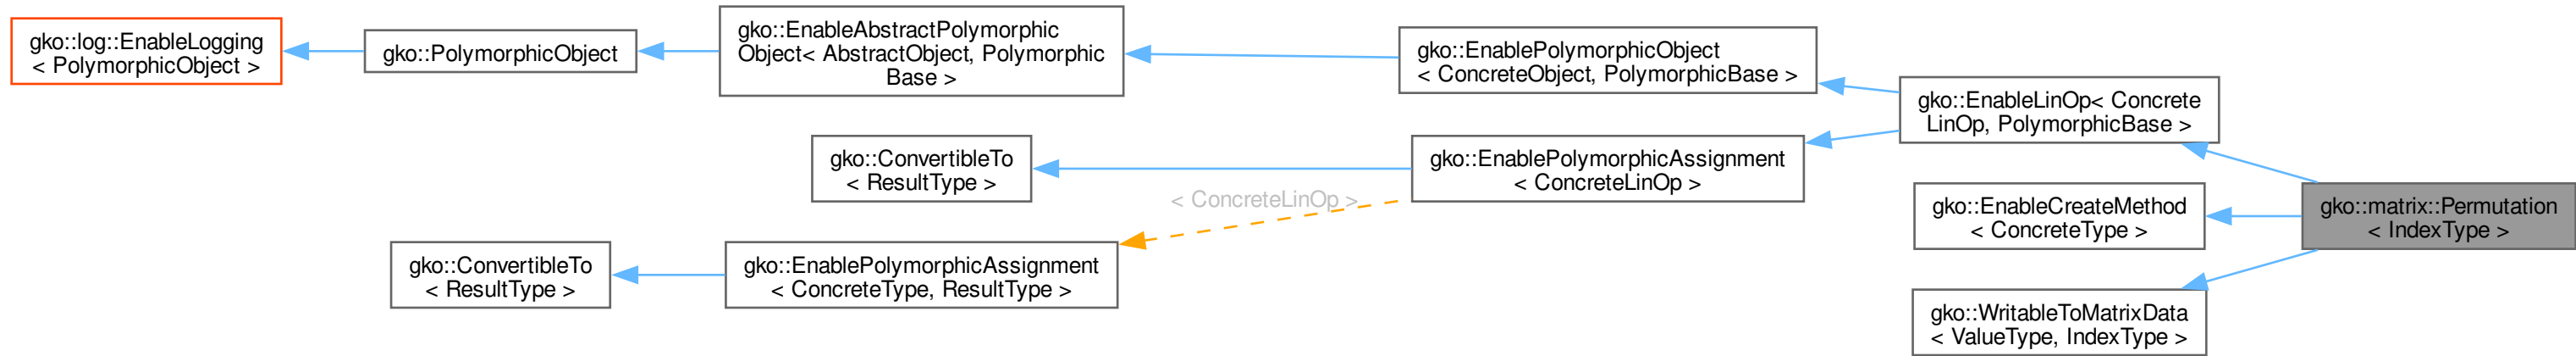 gko::log::EnableLogging
< PolymorphicObject >
gko::PolymorphicObject
gko::EnableAbstractPolymorphic
Object< AbstractObject, Polymorphic
Base >
gko::EnablePolymorphicObject
< ConcreteObject, PolymorphicBase >
gko::EnableLinOp< Concrete
LinOp, PolymorphicBase >
gko::ConvertibleTo
< ResultType >
gko::EnablePolymorphicAssignment
< ConcreteLinOp >
< ConcreteLinOp >
gko::EnableCreateMethod
< ConcreteType >
gko::matrix::Permutation
< IndexType >
gko::ConvertibleTo
< ResultType >
gko::EnablePolymorphicAssignment
< ConcreteType, ResultType >
gko::WritableToMatrixData
< ValueType, IndexType >